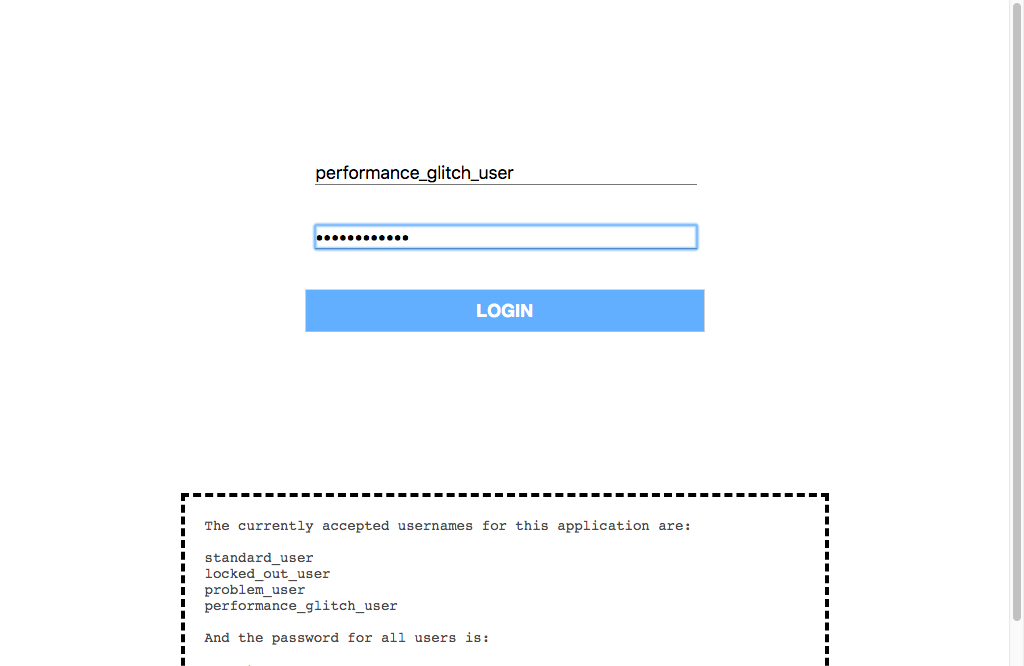 performance_glitch_user
••••••••••••
LOGIN
The currently accepted usernames for this application are:
standard_user
locked_out_user
problem_user
performance_glitch_user
And the password for all users is: